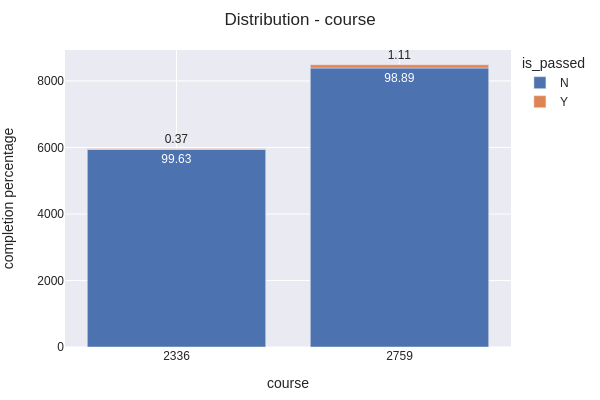 Distribution - course
is_passed
N
Y
completion percentage
8000
6000
4000
2000
0
0.37
99.63
1.11
98.89
2336
2759
course